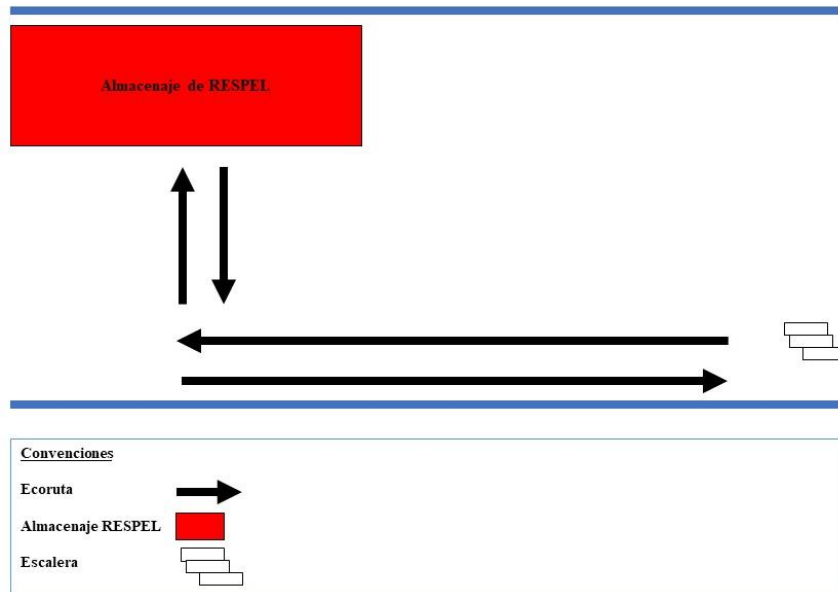 Almacenaje de RESPEL
Convenciones
Ecoruta
Almacenaje RESPEL
Escalera